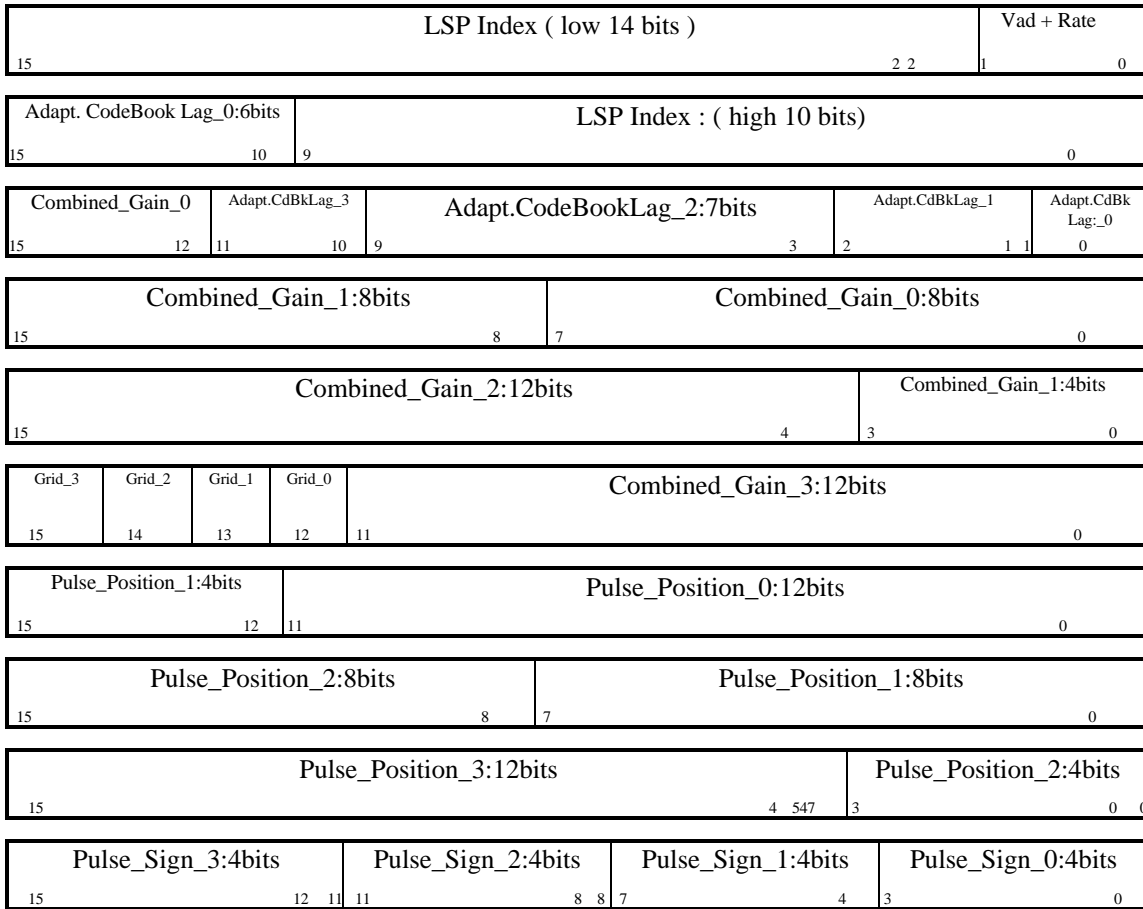 LSP Index ( low 14 bits ) Vad + Rate
15 2 2 1 0
Adapt. CodeBook Lag_0:6bits LSP Index : ( high 10 bits)
15 10 9 0
Combined_Gain_0 Adapt.CdBkLag_3 Adapt.CodeBookLag_2:7bits Adapt.CdBkLag_1 Adapt.CdBk
Lag:_0
15 12 11 10 9 3 2 1 1 0
Combined_Gain_1:8bits Combined_Gain_0:8bits
15 8 7 0
Combined_Gain_2:12bits Combined_Gain_1:4bits
15 4 3 0
Grid_3 Grid_2 Grid_1 Grid_0 Combined_Gain_3:12bits
15 14 13 12 11 0
Pulse_Position_1:4bits Pulse_Position_0:12bits
15 12 11 0
Pulse_Position_2:8bits Pulse_Position_1:8bits
15 8 7 0
Pulse_Position_3:12bits Pulse_Position_2:4bits
15 4 547 3 0 0
Pulse_Sign_3:4bits Pulse_Sign_2:4bits Pulse_Sign_1:4bits Pulse_Sign_0:4bits
15 12 11 11 8 8 7 4 3 0